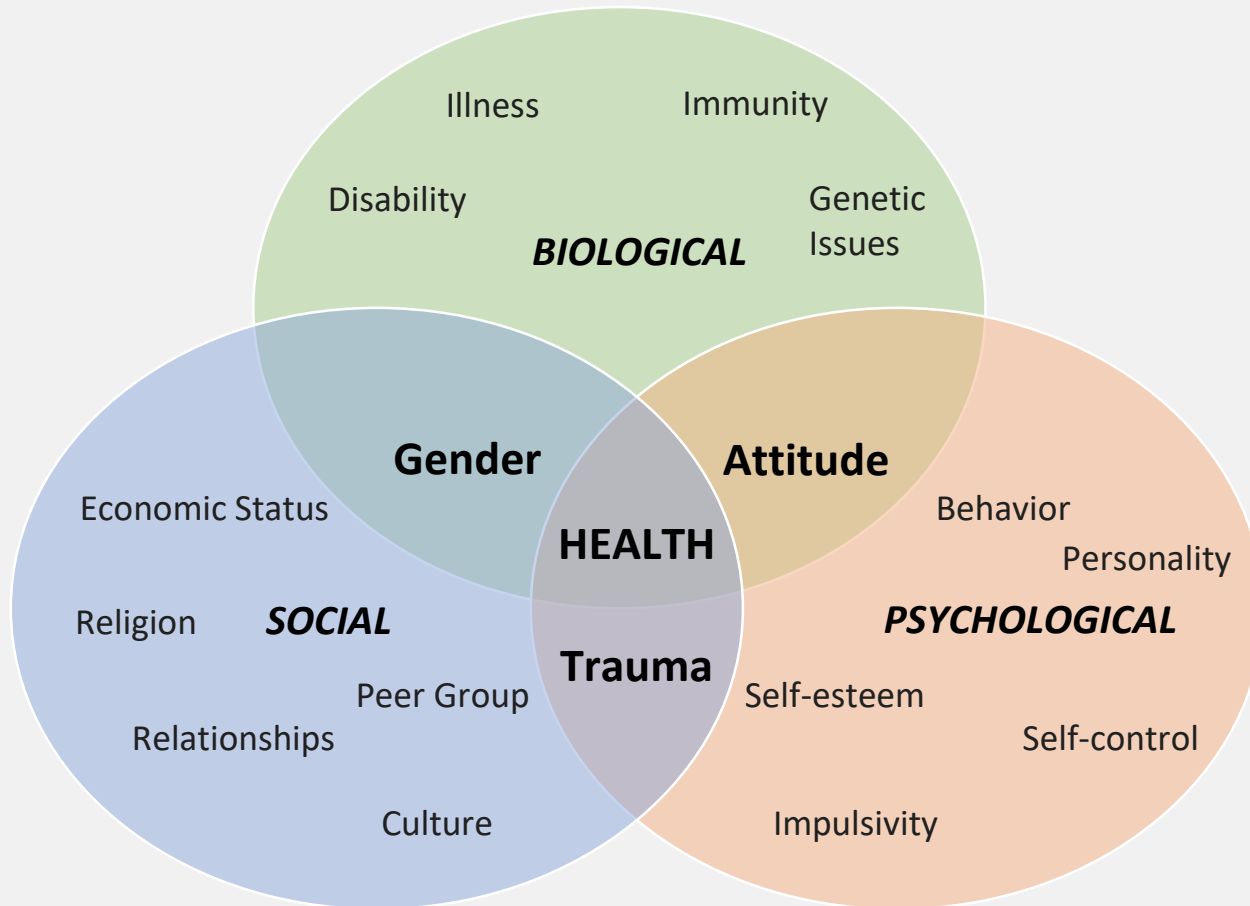 Illness
Immunity
Disability
Genetic
Issues
BIOLOGICAL
Gender
Attitude
Economic Status
Behavior
HEALTH
Personality
Religion
SOCIAL
PSYCHOLOGICAL
Trauma
Peer Group
Self-esteem
Relationships
Self-control
Culture
Impulsivity